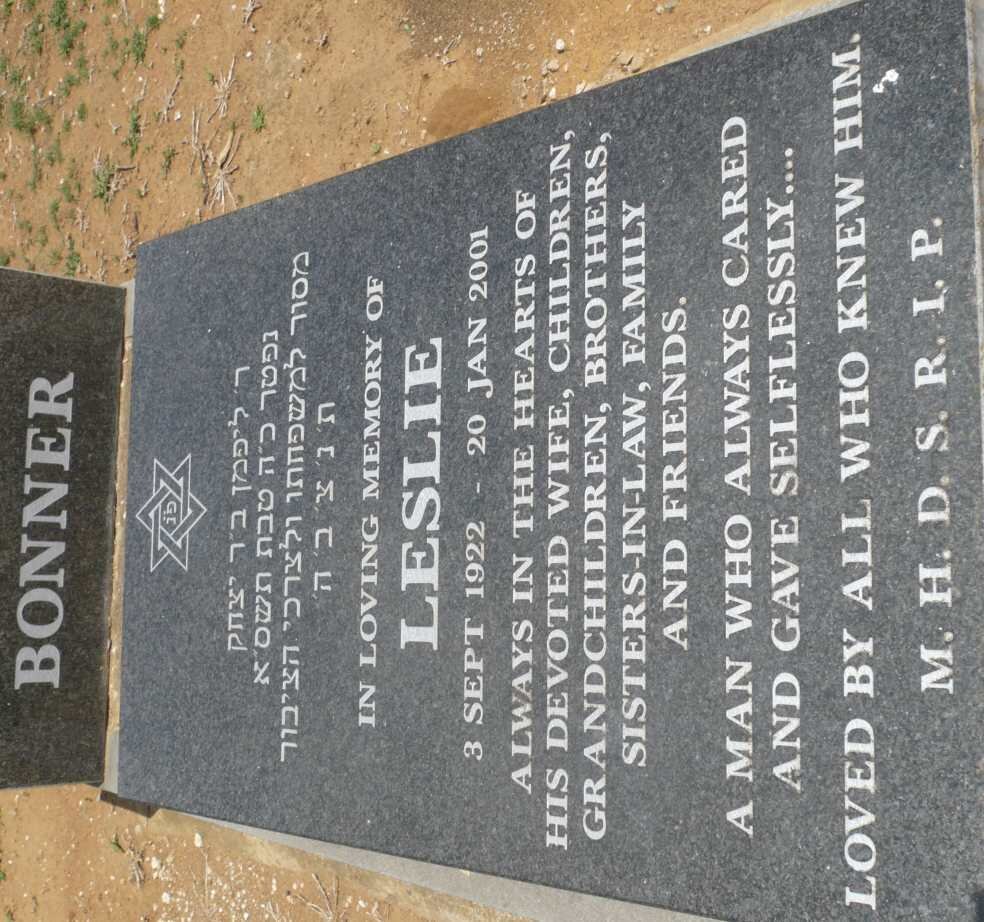 BONNER
פ״נ
ר׳ ליפמן ב״ר יצחק
נפטר כ״ה טבת תשס״א
מסור למשפחתו ולצרכי הציבור
ת׳ נ׳ צ׳ ב׳ ה׳
IN LOVING MEMORY OF
LESLIE
3 SEPT 1922 - 20 JAN 2001
ALWAYS IN THE HEARTS OF
HIS DEVOTED WIFE, CHILDREN,
GRANDCHILDREN, BROTHERS,
SISTERS-IN-LAW, FAMILY
AND FRIENDS.
A MAN WHO ALWAYS CARED
AND GAVE SELFLESSLY....
LOVED BY ALL WHO KNEW HIM.
M. H. D. S. R. I. P.